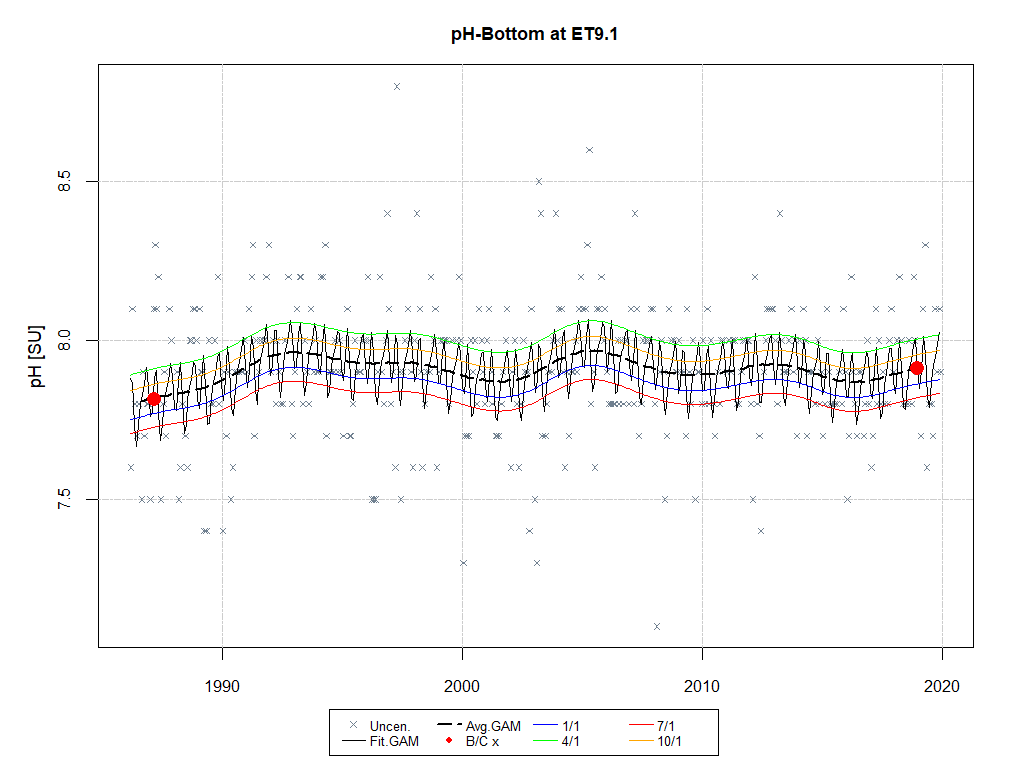 pH-Bottom at ET9.1
pH [SU]
8.5
8.0
7.5
1990 2000 2010 2020
Uncen. Avg.GAM 1/1 7/1
Fit.GAM B/C x 4/1 10/1